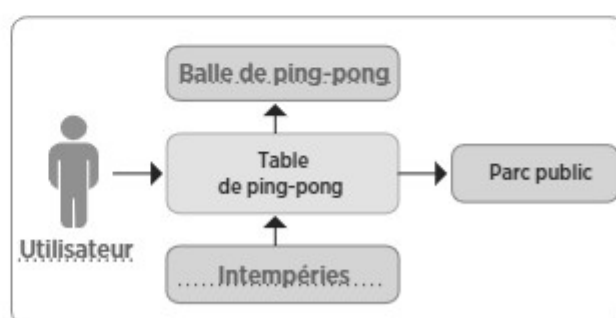 Balle de ping-pong
Table
de ping-pong
Parc public
Utilisateur
Intempéries